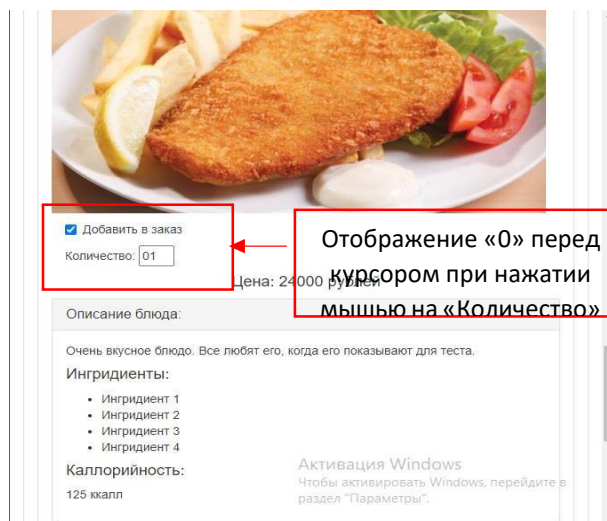 Добавить в заказ
Количество: 01
Отображение «0» перед
курсором при нажатии
мышью на «Количество»
Цена: 24000 рублей
Описание блюда:
Очень вкусное блюдо. Все любят его, когда его показывают для теста.
Ингридиенты:
Ингридиент 1
Ингридиент 2
Ингридиент 3
Ингридиент 4
Каллорийность:
125 ккалл
Активация Windows
Чтобы активировать Windows, перейдите в
раздел "Параметры".